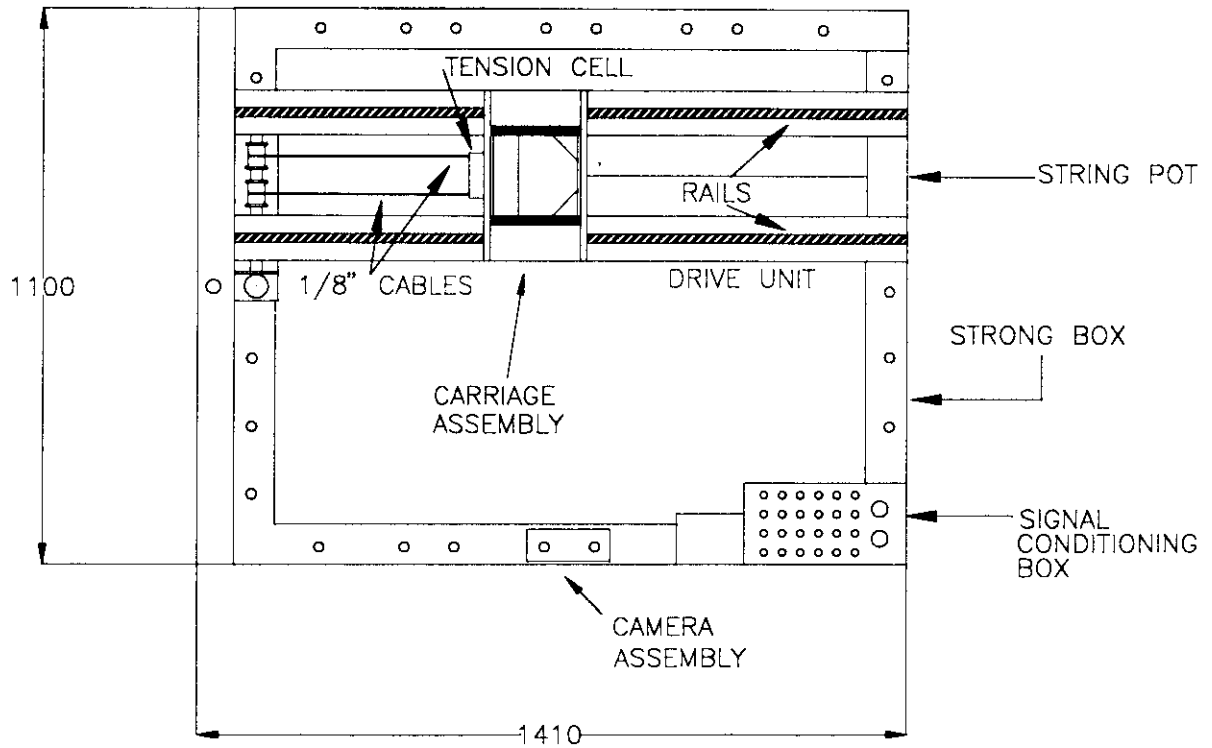 TENSION CELL
STRING POT
RAILS
1100
1/8" CABLES
DRIVE UNIT
STRONG BOX
CARRIAGE
ASSEMBLY
SIGNAL
CONDITIONING
BOX
CAMERA
ASSEMBLY
1410